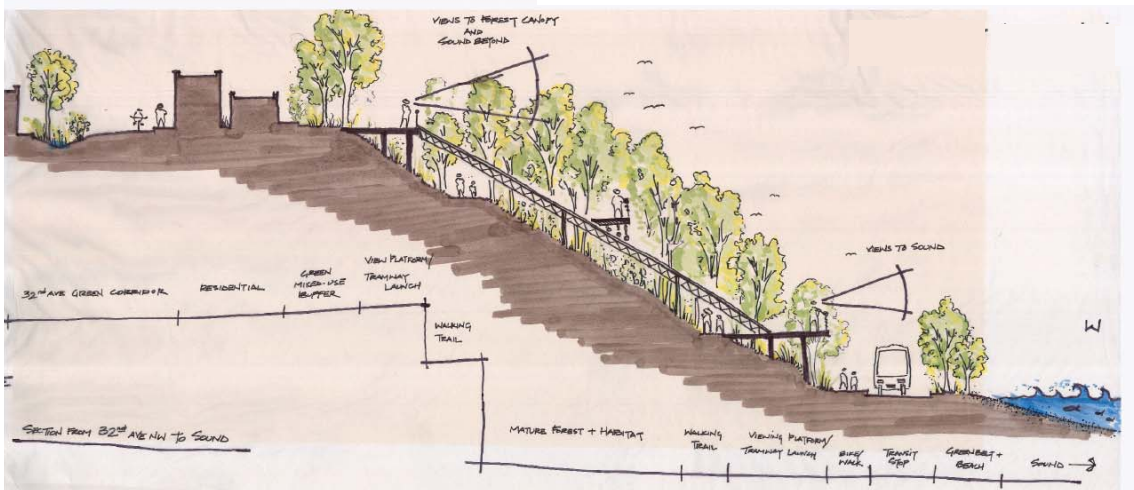 VIEWS TO FOREST CANOPY
AND
SOUND BEYOND
VIEWS TO SOUND
32nd AVE GREEN CORRIDOR
RESIDENTIAL
GREEN
MIXED-USE
BUFFER
VIEW PLATFORM/
TRAMWAY
LAUNCH
WALKING
TRAIL
W
SECTION FROM 32nd AVE NW TO SOUND
MATURE FOREST + HABITAT
WALKING
TRAIL
VIEWING PLATFORM/
TRAMWAY LAUNCH
BIKE/
WALK
TRANSIT
STOP
GREENBELT +
BEACH
SOUND